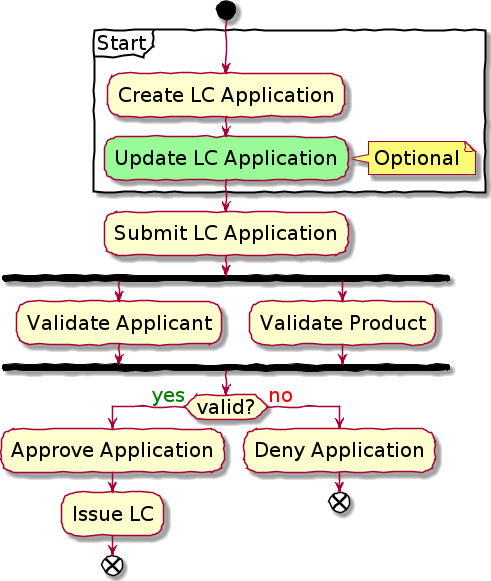 Start
Create LC Application
Update LC Application
Optional
Submit LC Application
Validate Applicant
Validate Product
yes
valid?
no
Approve Application
Deny Application
Issue LC